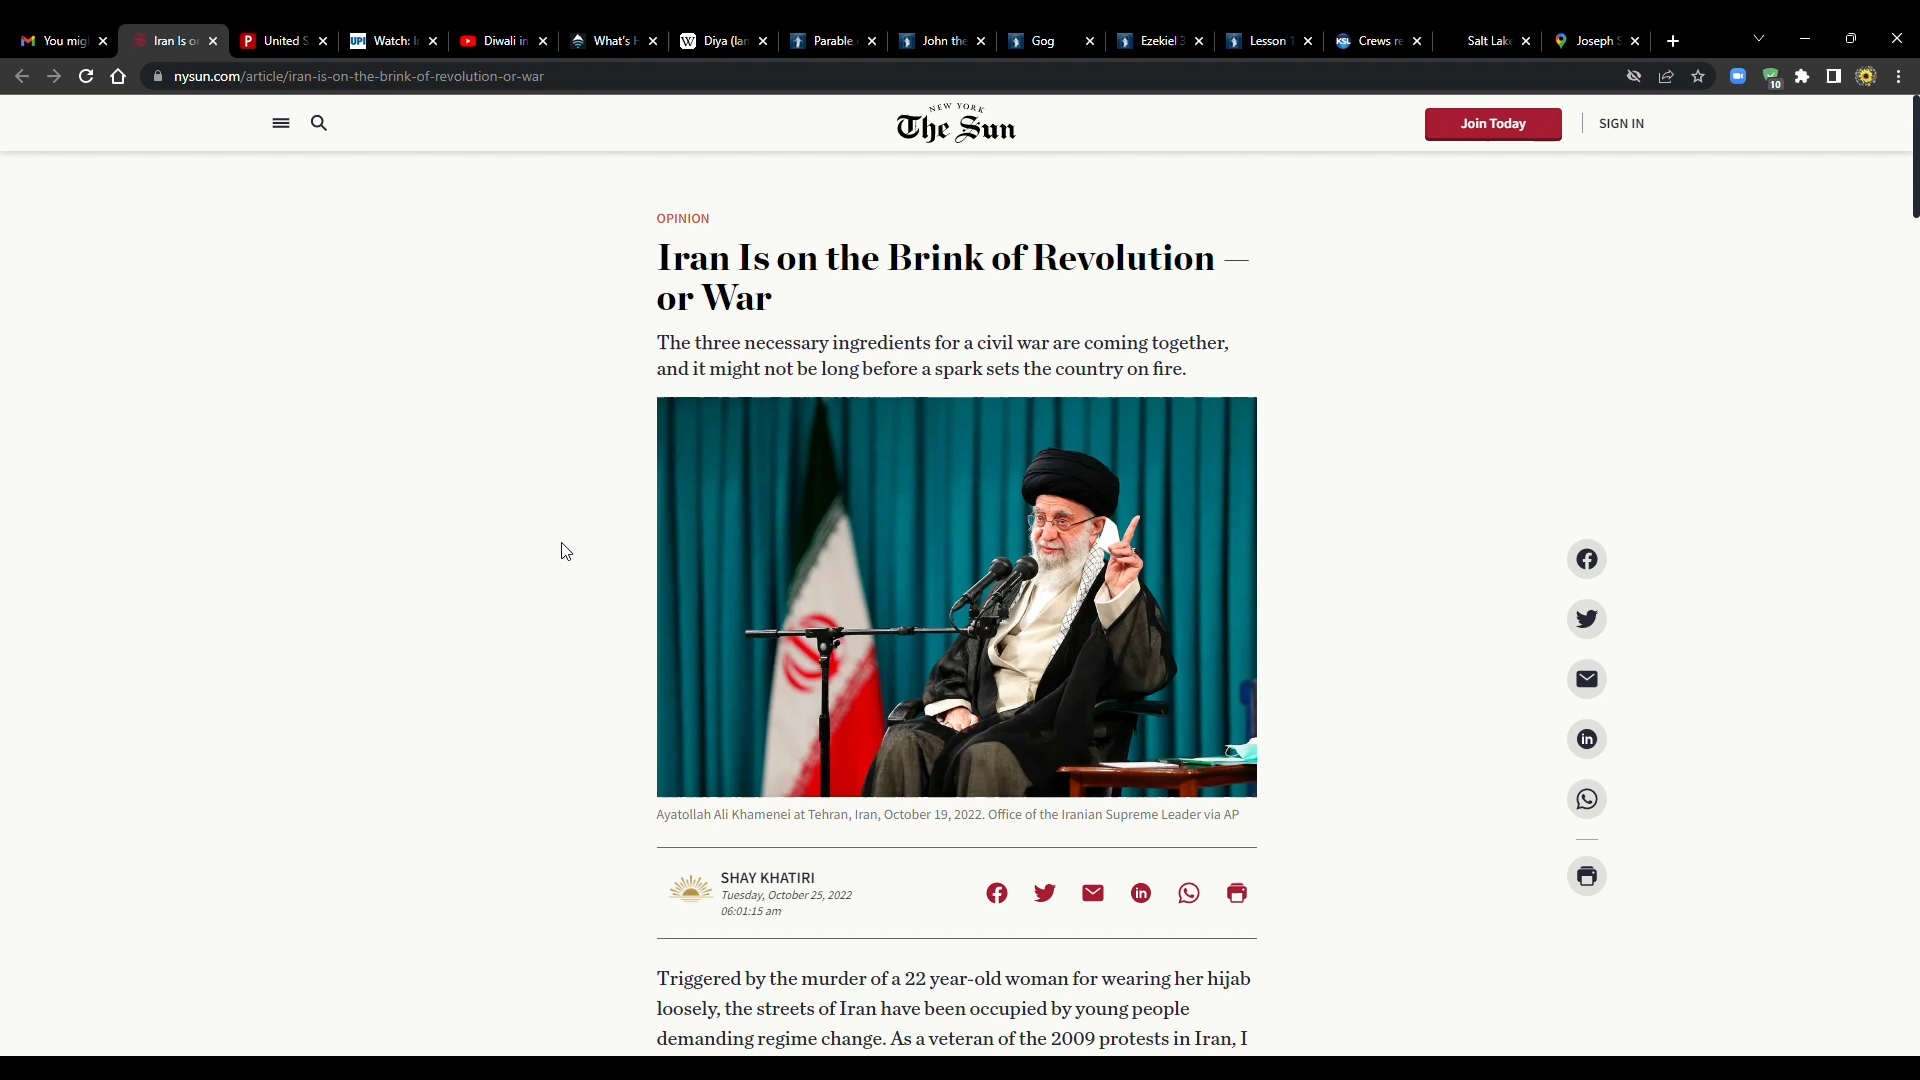 You mig
Iran Is o
United S
Watch: I
Diwali in
What's H
Diya (lan
Parable
John the
Gog
Ezekiel 3
Lesson 1
Crews re
Salt Lake
Joseph S
nysun.com/article/iran-is-on-the-brink-of-revolution-or-war
10
NEW YORK
The Sun
Join Today
SIGN IN
OPINION
Iran Is on the Brink of Revolution —
or War
The three necessary ingredients for a civil war are coming together,
and it might not be long before a spark sets the country on fire.
Ayatollah Ali Khamenei at Tehran, Iran, October 19, 2022. Office of the Iranian Supreme Leader via AP
SHAY KHATIRI
Tuesday, October 25, 2022
06:01:15 am
Triggered by the murder of a 22 year-old woman for wearing her hijab
loosely, the streets of Iran have been occupied by young people
demanding regime change. As a veteran of the 2009 protests in Iran, I